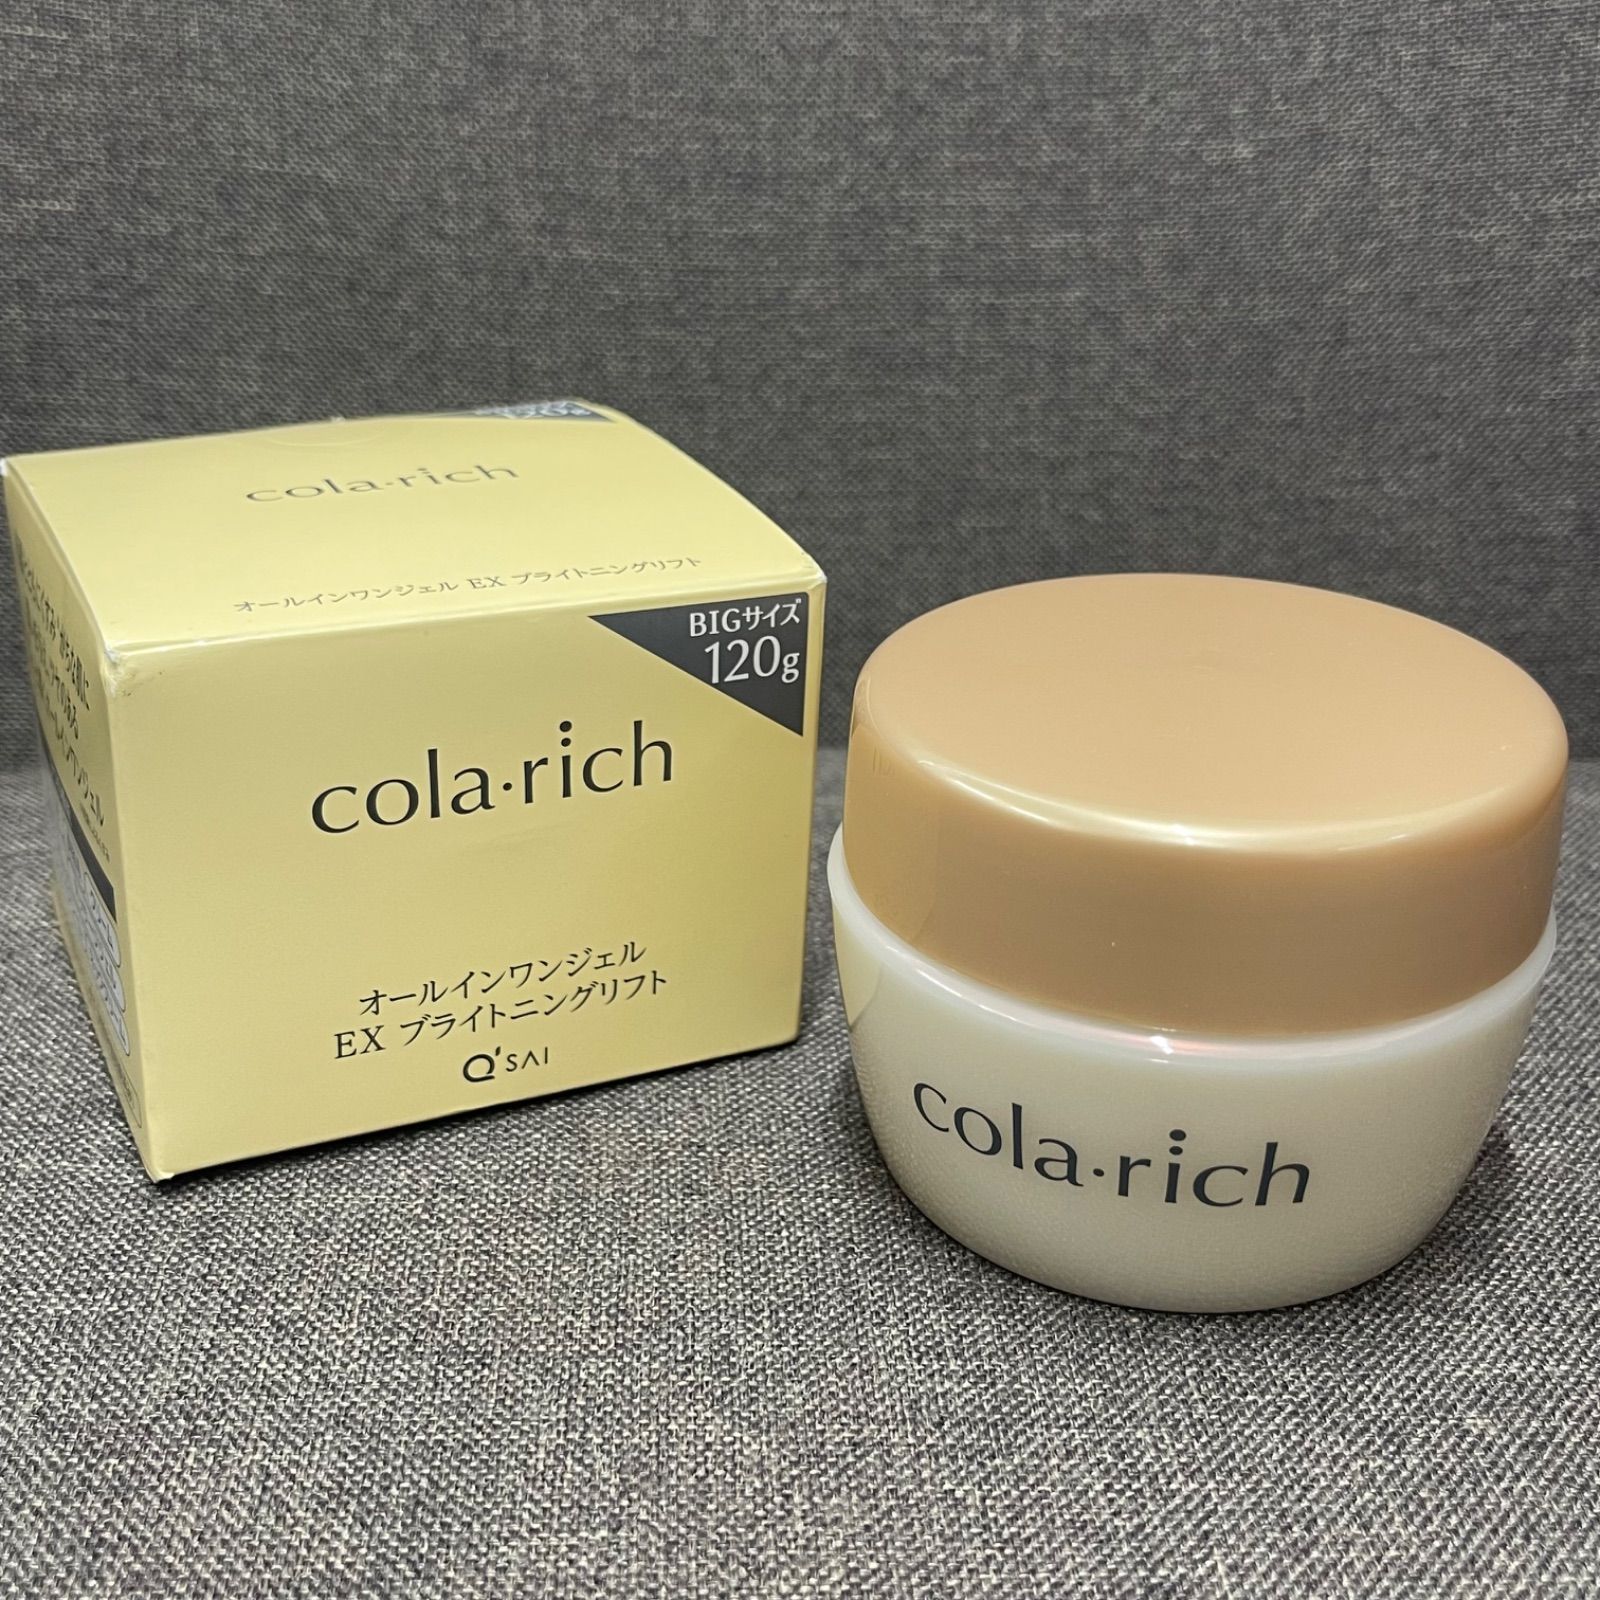 120g
cola·rich
オールインワンジェル EX ブライトニングリフト
BIGサイズ
120g
cola·rich
オールインワンジェル
EX ブライトニングリフト
Q'SAI
cola·rich